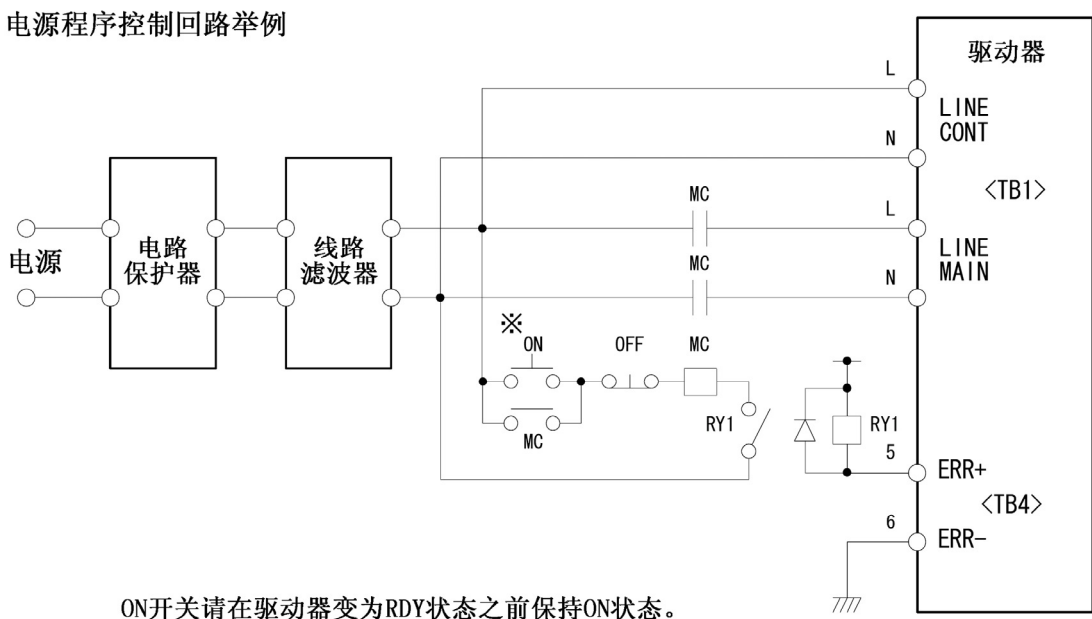 电源程序控制回路举例
驱动器
L
LINE
CONT
N
<TB1>
MC
L
LINE
MAIN
MC
N
电源
电路
保护器
线路
滤波器
※
ON
OFF
MC
MC
RY1
RY1
5
ERR+
<TB4>
6
ERR-
ON开关请在驱动器变为RDY状态之前保持ON状态。